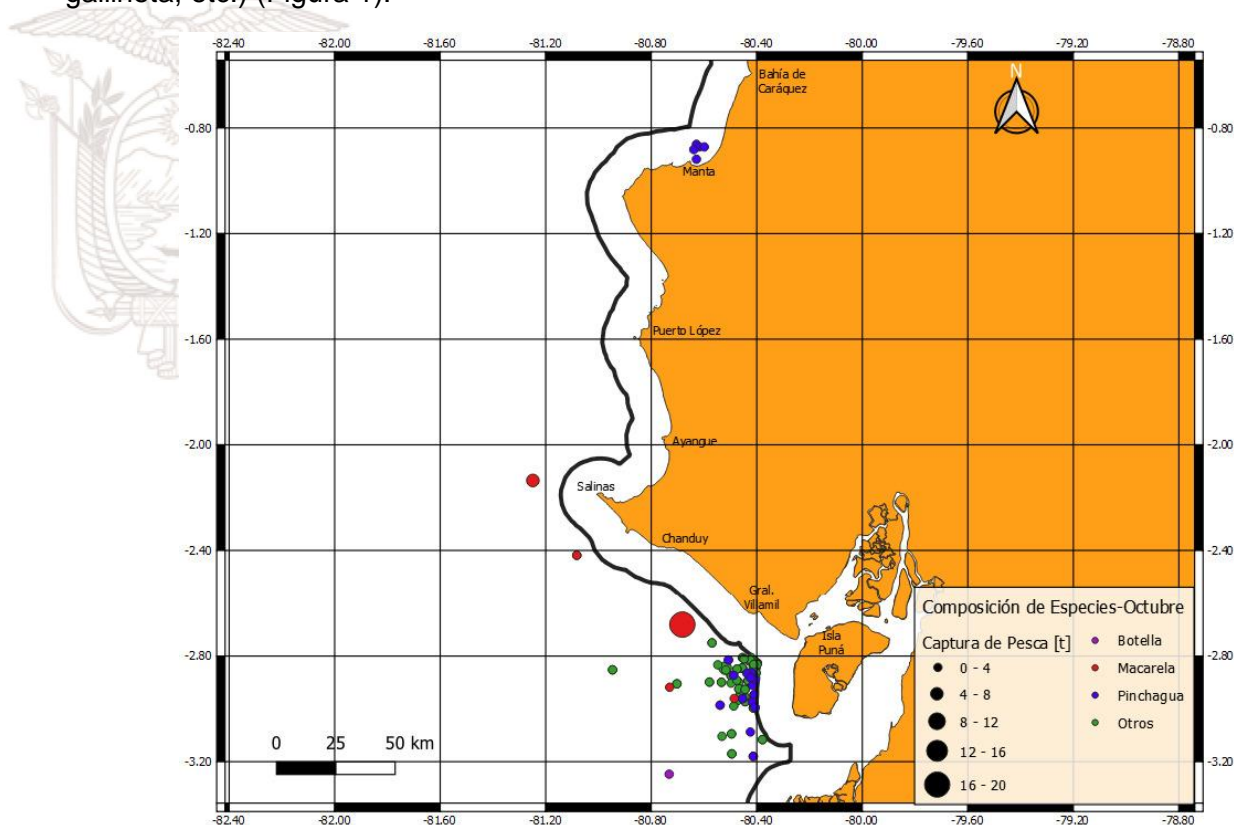 gallineta, etc.) (Figura 1).
-82.40 -82.00 -81.60 -81.20 -80.80 -80.40 -80.00 -79.60 -79.20 -78.80
N
Bahía de
Caráquez
-0.80 -0.80
Manta
-1.20 -1.20
Puerto López
-1.60 -1.60
Ayangue
-2.00 -2.00
Salinas
Chanduy
-2.40 -2.40
Gral.
Villamil
Isla
Puná
-2.80 -2.80
Composición de Especies-Octubre
Captura de Pesca [t]
0 - 4
4 - 8
8 - 12
12 - 16
16 - 20
Botella
Macarela
Pinchagua
Otros
0 25 50 km
-3.20 -3.20
-82.40 -82.00 -81.60 -81.20 -80.80 -80.40 -80.00 -79.60 -79.20 -78.80